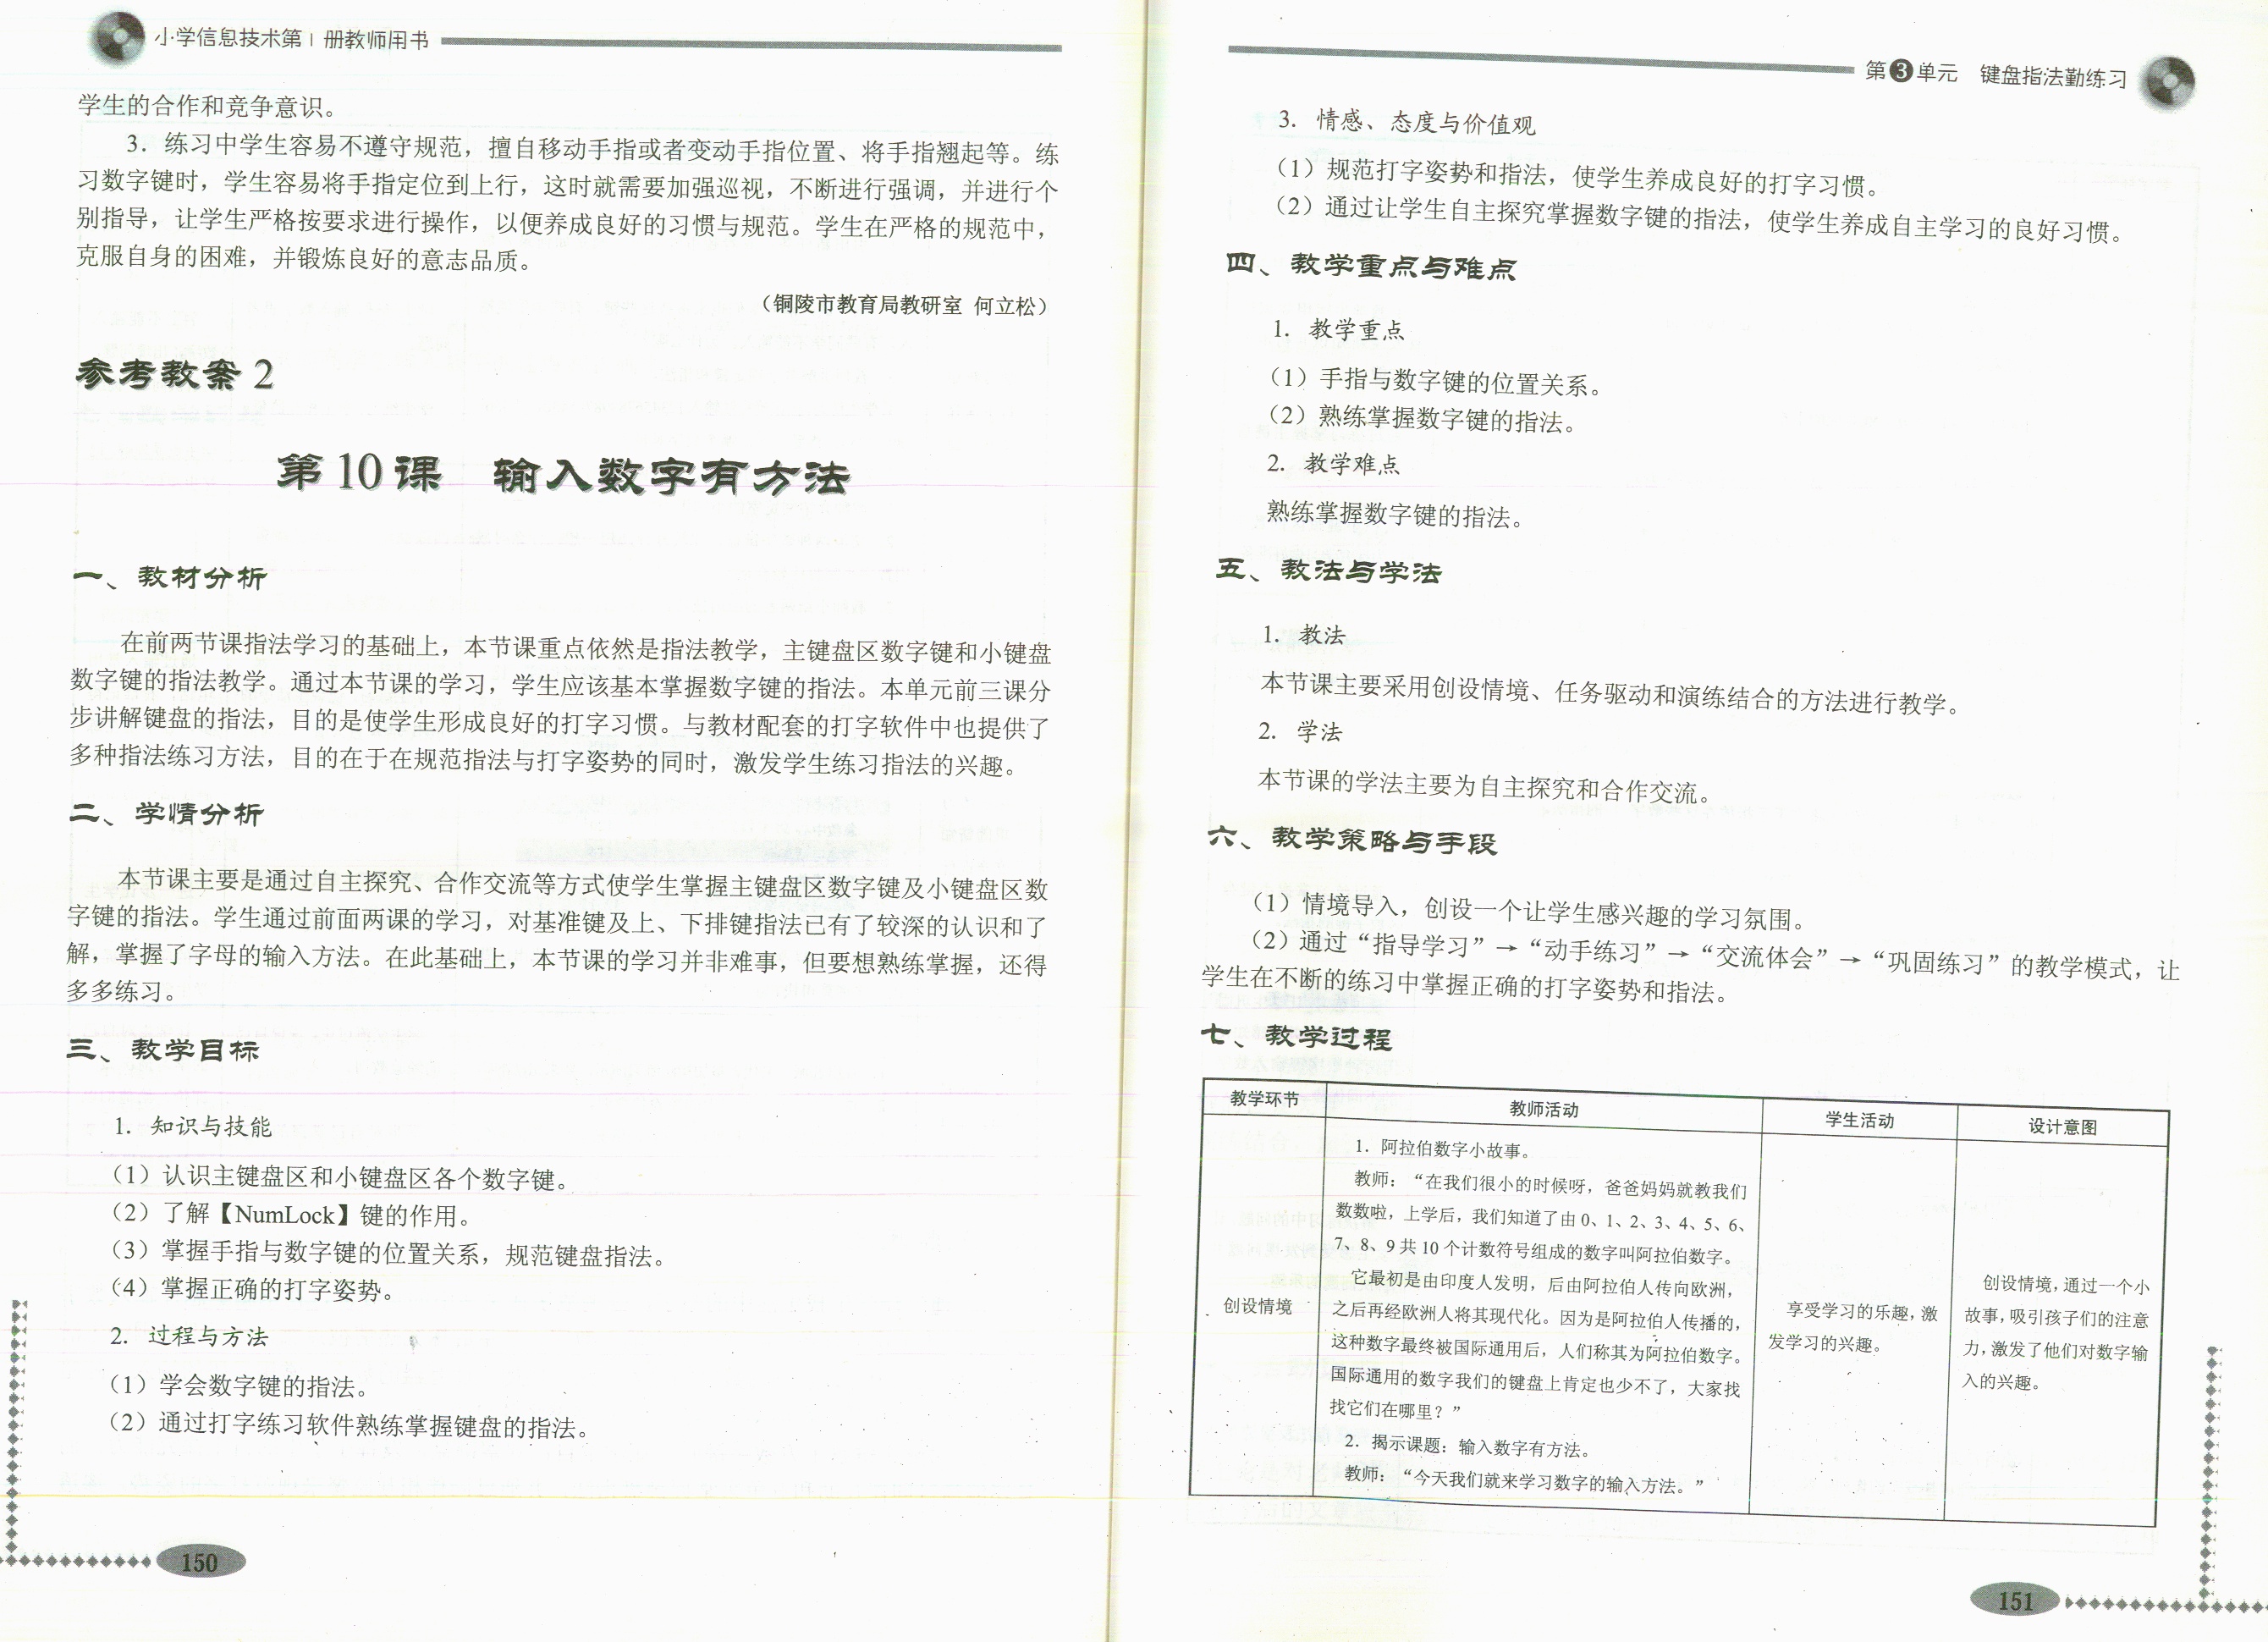 小学信息技术第1册教师用书
学生的合作和竞争意识。
3．练习中学生容易不遵守规范，擅自移动手指或者变动手指位置、将手指翘起等。练
习数字键时，学生容易将手指定位到上行，这时就需要加强巡视，不断进行强调，并进行个
别指导，让学生严格按要求进行操作，以便养成良好的习惯与规范。学生在严格的规范中，
克服自身的困难，并锻炼良好的意志品质。
（铜陵市教育局教研室 何立松）
参考教案 2
第 10 课 输入数字有方法
一、教材分析
在前两节课指法学习的基础上，本节课重点依然是指法教学，主键盘区数字键和小键盘
数字键的指法教学。通过本节课的学习，学生应该基本掌握数字键的指法。本单元前三课分
步讲解键盘的指法，目的是使学生形成良好的打字习惯。与教材配套的打字软件中也提供了
多种指法练习方法，目的在于在规范指法与打字姿势的同时，激发学生练习指法的兴趣。
二、学情分析
本节课主要是通过自主探究、合作交流等方式使学生掌握主键盘区数字键及小键盘区数
字键的指法。学生通过前面两课的学习，对基准键及上、下排键指法已有了较深的认识和了
解，掌握了字母的输入方法。在此基础上，本节课的学习并非难事，但要想熟练掌握，还得
多多练习。
三、教学目标
1. 知识与技能
（1）认识主键盘区和小键盘区各个数字键。
（2）了解【NumLock】键的作用。
（3）掌握手指与数字键的位置关系，规范键盘指法。
（4）掌握正确的打字姿势。
2. 过程与方法
（1）学会数字键的指法。
（2）通过打字练习软件熟练掌握键盘的指法。
150
第3单元 键盘指法勤练习
3. 情感、态度与价值观
（1）规范打字姿势和指法，使学生养成良好的打字习惯。
（2）通过让学生自主探究掌握数字键的指法，使学生养成自主学习的良好习惯。
四、教学重点与难点
1. 教学重点
（1）手指与数字键的位置关系。
（2）熟练掌握数字键的指法。
2. 教学难点
熟练掌握数字键的指法。
五、教法与学法
1. 教法
本节课主要采用创设情境、任务驱动和演练结合的方法进行教学。
2. 学法
本节课的学法主要为自主探究和合作交流。
六、教学策略与手段
（1）情境导入，创设一个让学生感兴趣的学习氛围。
（2）通过“指导学习”→“动手练习”→“交流体会”→“巩固练习”的教学模式，让
学生在不断的练习中掌握正确的打字姿势和指法。
七、教学过程
教学环节 教师活动 学生活动 设计意图
创设情境
1．阿拉伯数字小故事。
教师：“在我们很小的时候呀，爸爸妈妈就教我们
数数啦，上学后，我们知道了由 0、1、2、3、4、5、6、
7、8、9 共 10 个计数符号组成的数字叫阿拉伯数字。
它最初是由印度人发明，后由阿拉伯人传向欧洲，
之后再经欧洲人将其现代化。因为是阿拉伯人传播的，
这种数字最终被国际通用后，人们称其为阿拉伯数字。
国际通用的数字我们的键盘上肯定也少不了，大家找
找它们在哪里？”
2．揭示课题：输入数字有方法。
教师：“今天我们就来学习数字的输入方法。”
享受学习的乐趣，激
发学习的兴趣。
创设情境，通过一个小
故事，吸引孩子们的注意
力，激发了他们对数字输
入的兴趣。
151